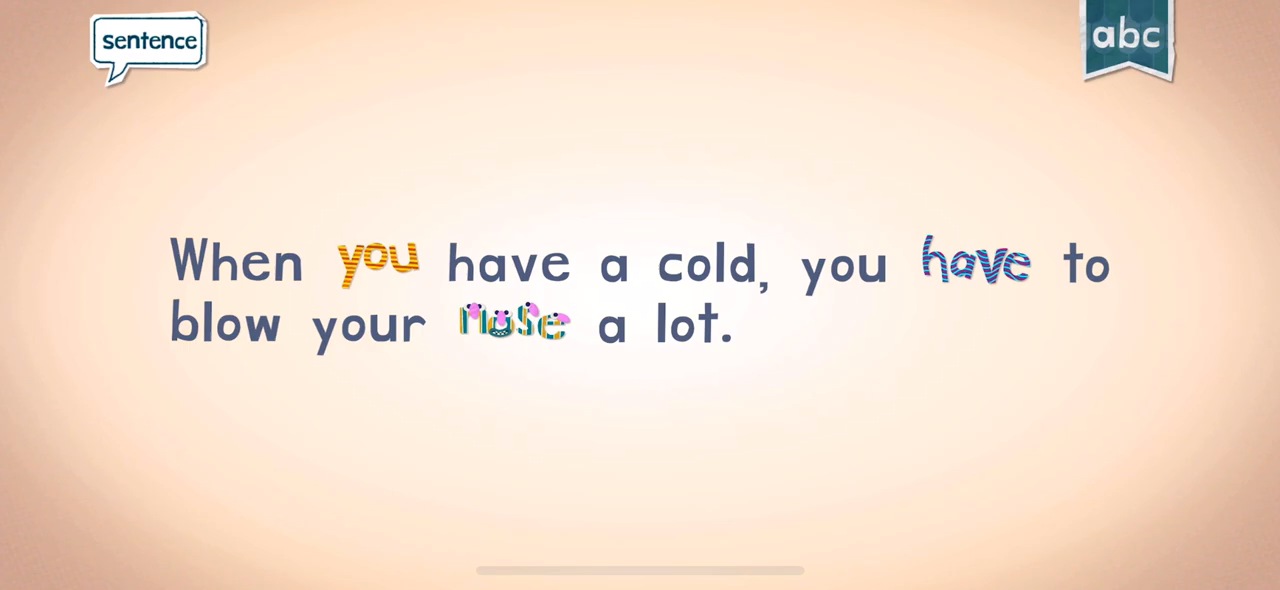 sentence
abc
When you have a cold, you have to
blow your nose a lot.